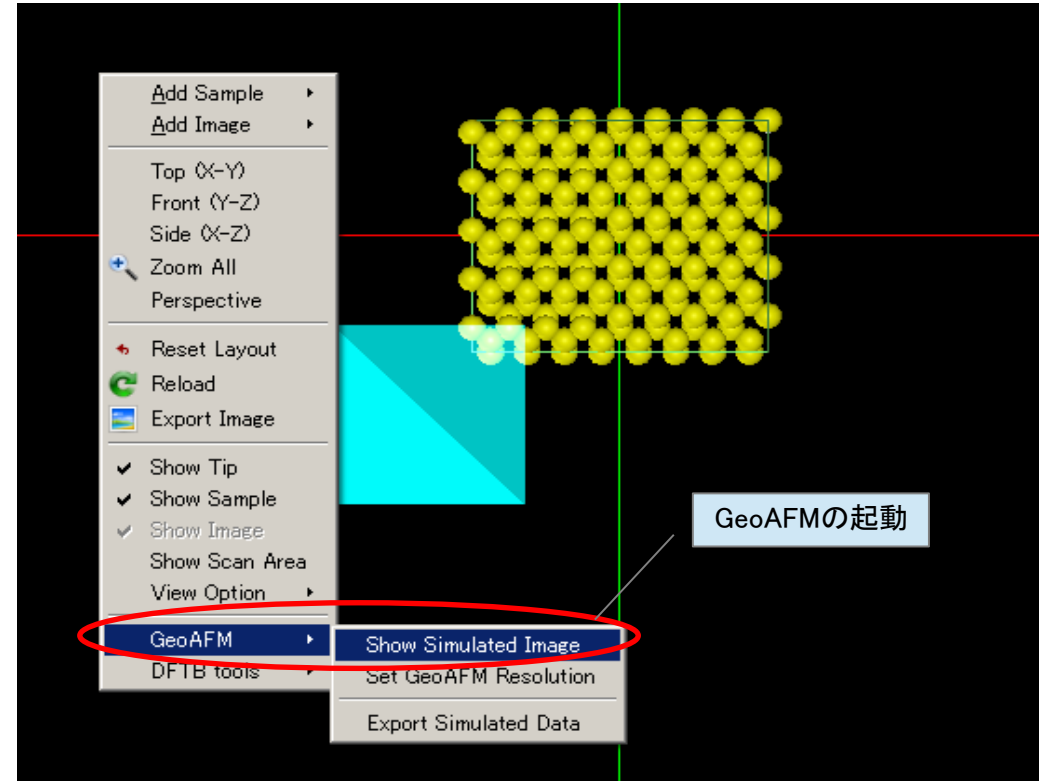 Add Sample
Add Image
Top (X-Y)
Front (Y-Z)
Side (X-Z)
Zoom All
Perspective
Reset Layout
Reload
Export Image
Show Tip
Show Sample
Show Image
Show Scan Area
View Option
GeoAFM
DFTB tools
Show Simulated Image
Set GeoAFM Resolution
Export Simulated Data
GeoAFMの起動